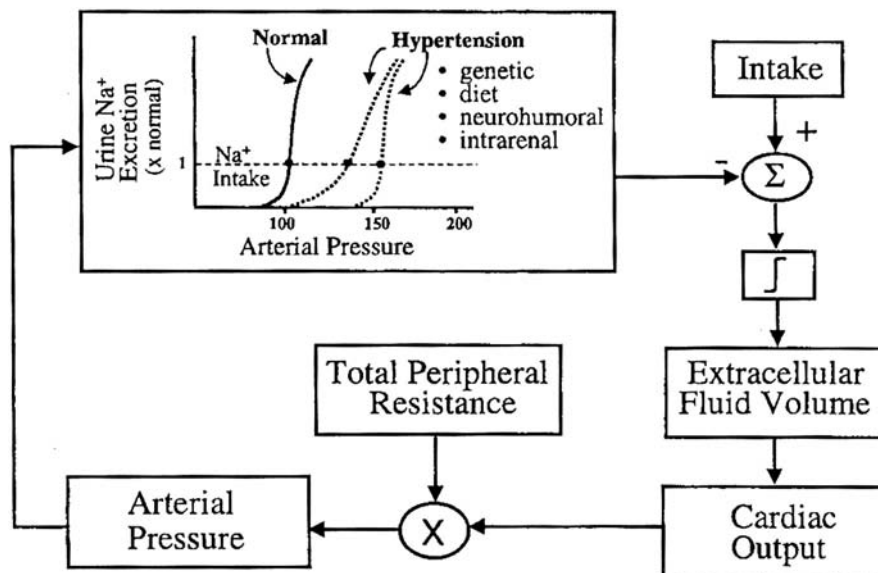 Normal
Hypertension
• genetic
• diet
• neurohumoral
• intrarenal
Urine Na⁺
Excretion
(x normal)
1
Na⁺
Intake
100
150
200
Arterial Pressure
Intake
+
-
Σ
∫
Total Peripheral
Resistance
Extracellular
Fluid Volume
Arterial
Pressure
X
Cardiac
Output